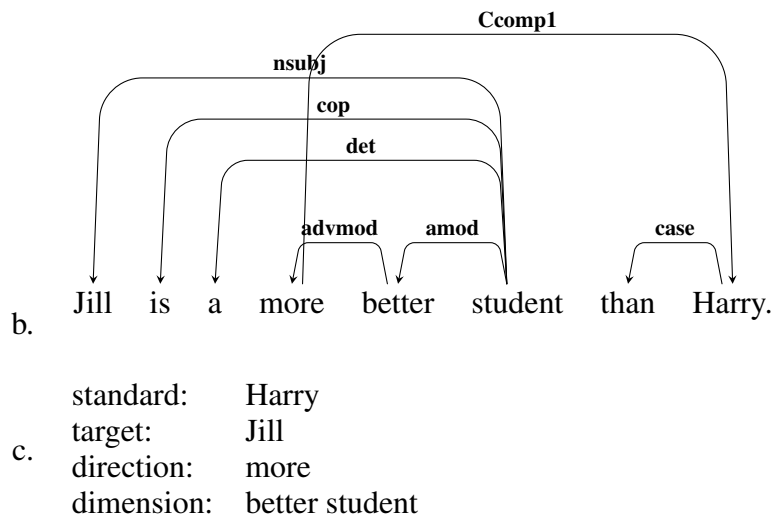 Ccomp1
nsubj
cop
det
advmod amod case
Jill is a more better student than Harry.
b.
standard: Harry
target: Jill
c.
direction: more
dimension: better student